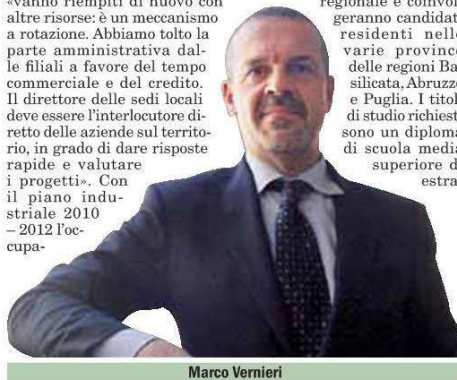 «vanno riempiti di nuovo con
altre risorse: è un meccanismo
a rotazione. Abbiamo tolto la
parte amministrativa dal-
le filiali a favore del tempo
commerciale e del credito.
Il direttore delle sedi locali
deve essere l'interlocutore di-
retto delle aziende sul territo-
rio, in grado di dare risposte
rapide e valutare
i progetti». Con
il piano indu-
striale 2010
– 2012 l'oc-
cupa-
regionale e coinvol
geranno candidat
residenti nell
varie provinc
delle regioni Ba
silicata, Abruzz
e Puglia. I titol
di studio richiest
sono un diploma
di scuola media
superiore d
estra
Marco Vernieri